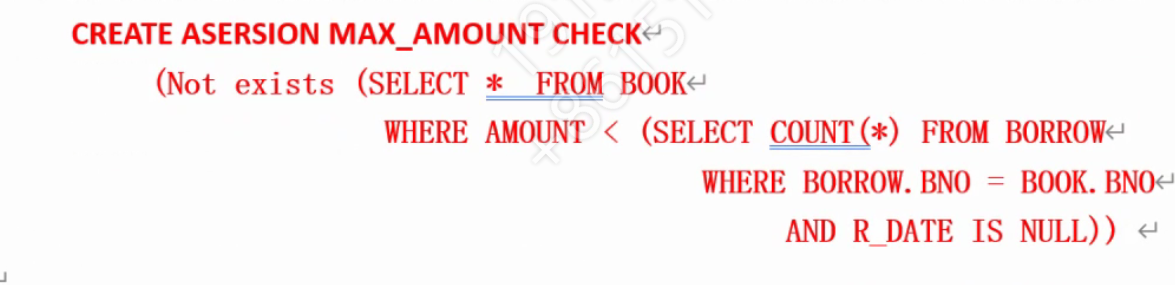 CREATE ASERSION MAX_AMOUNT CHECK↵
(Not exists (SELECT * FROM BOOK↵
WHERE AMOUNT < (SELECT COUNT(*) FROM BORROW↵
WHERE BORROW.BNO = BOOK.BNO↵
AND R_DATE IS NULL)) ↵